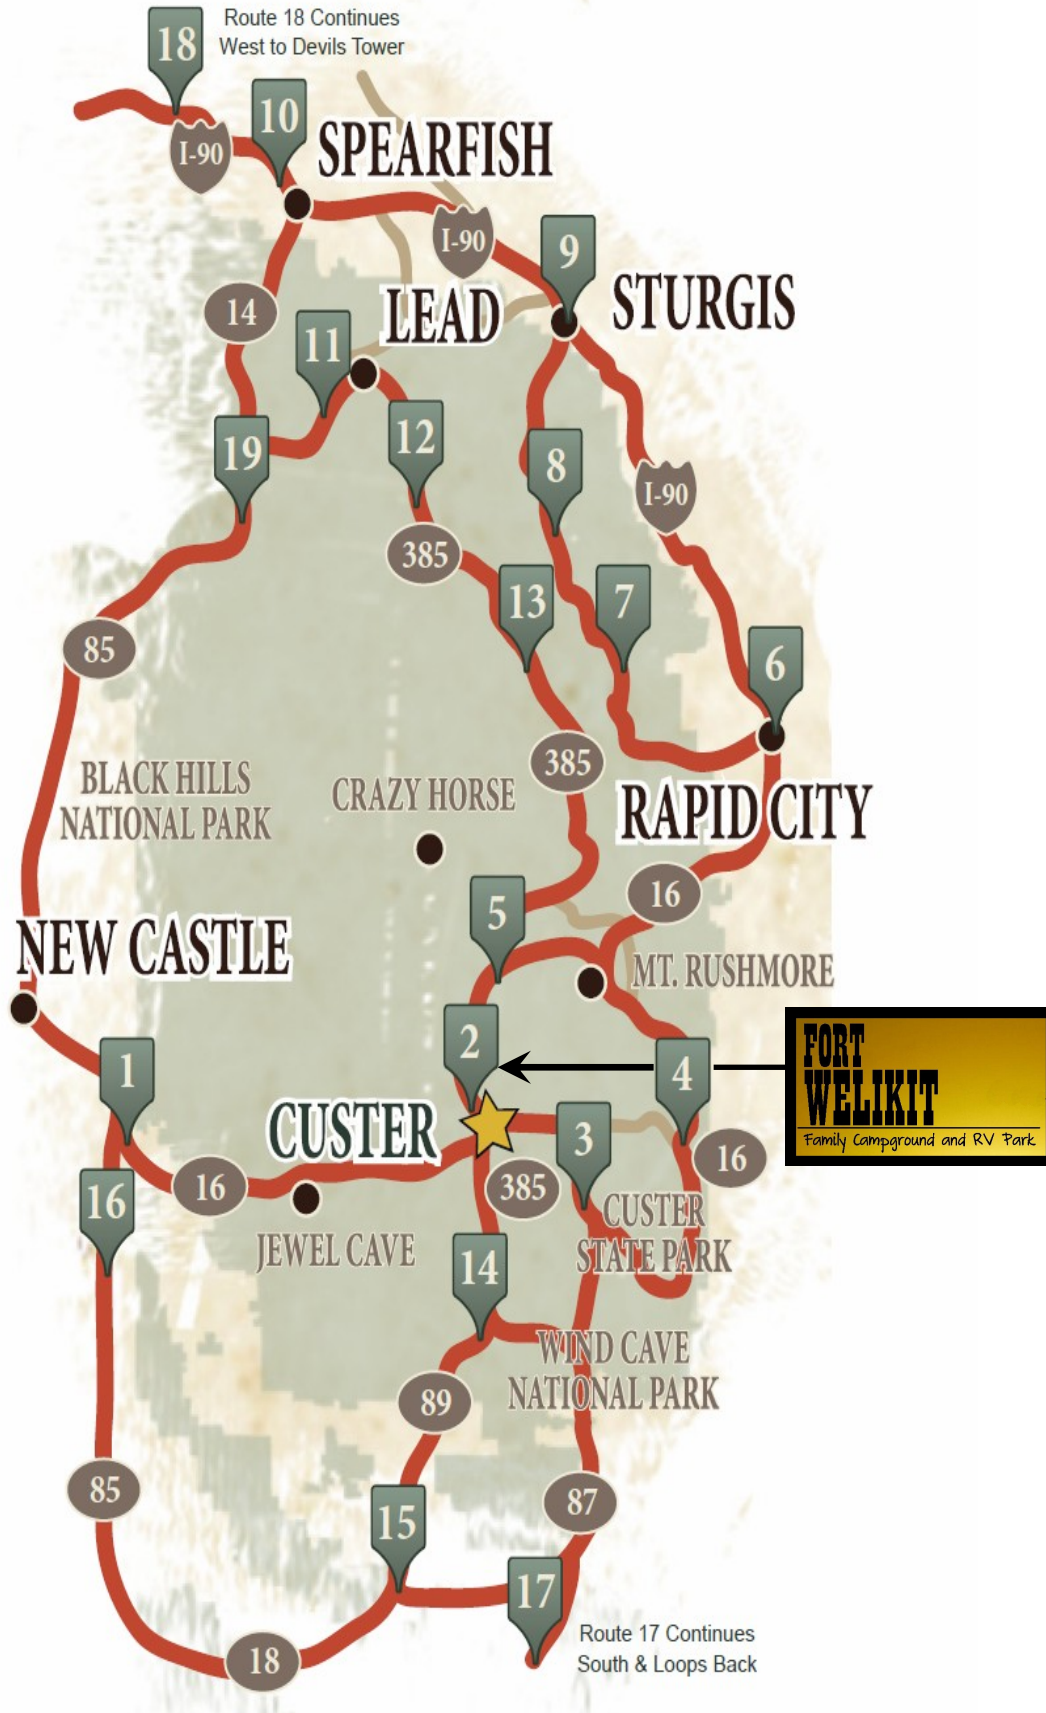 Route 18 Continues
West to Devils Tower
18
10
I-90
SPEARFISH
I-90
9
14
LEAD
STURGIS
11
12
19
8
I-90
385
13
7
85
6
385
BLACK HILLS
NATIONAL PARK
CRAZY HORSE
RAPID CITY
16
5
NEW CASTLE
MT. RUSHMORE
2
FORT
WELIKIT
Family Campground and RV Park
1
4
CUSTER
3
16
16
385
16
CUSTER
STATE PARK
JEWEL CAVE
14
WIND CAVE
NATIONAL PARK
89
85
87
15
17
Route 17 Continues
South & Loops Back
18